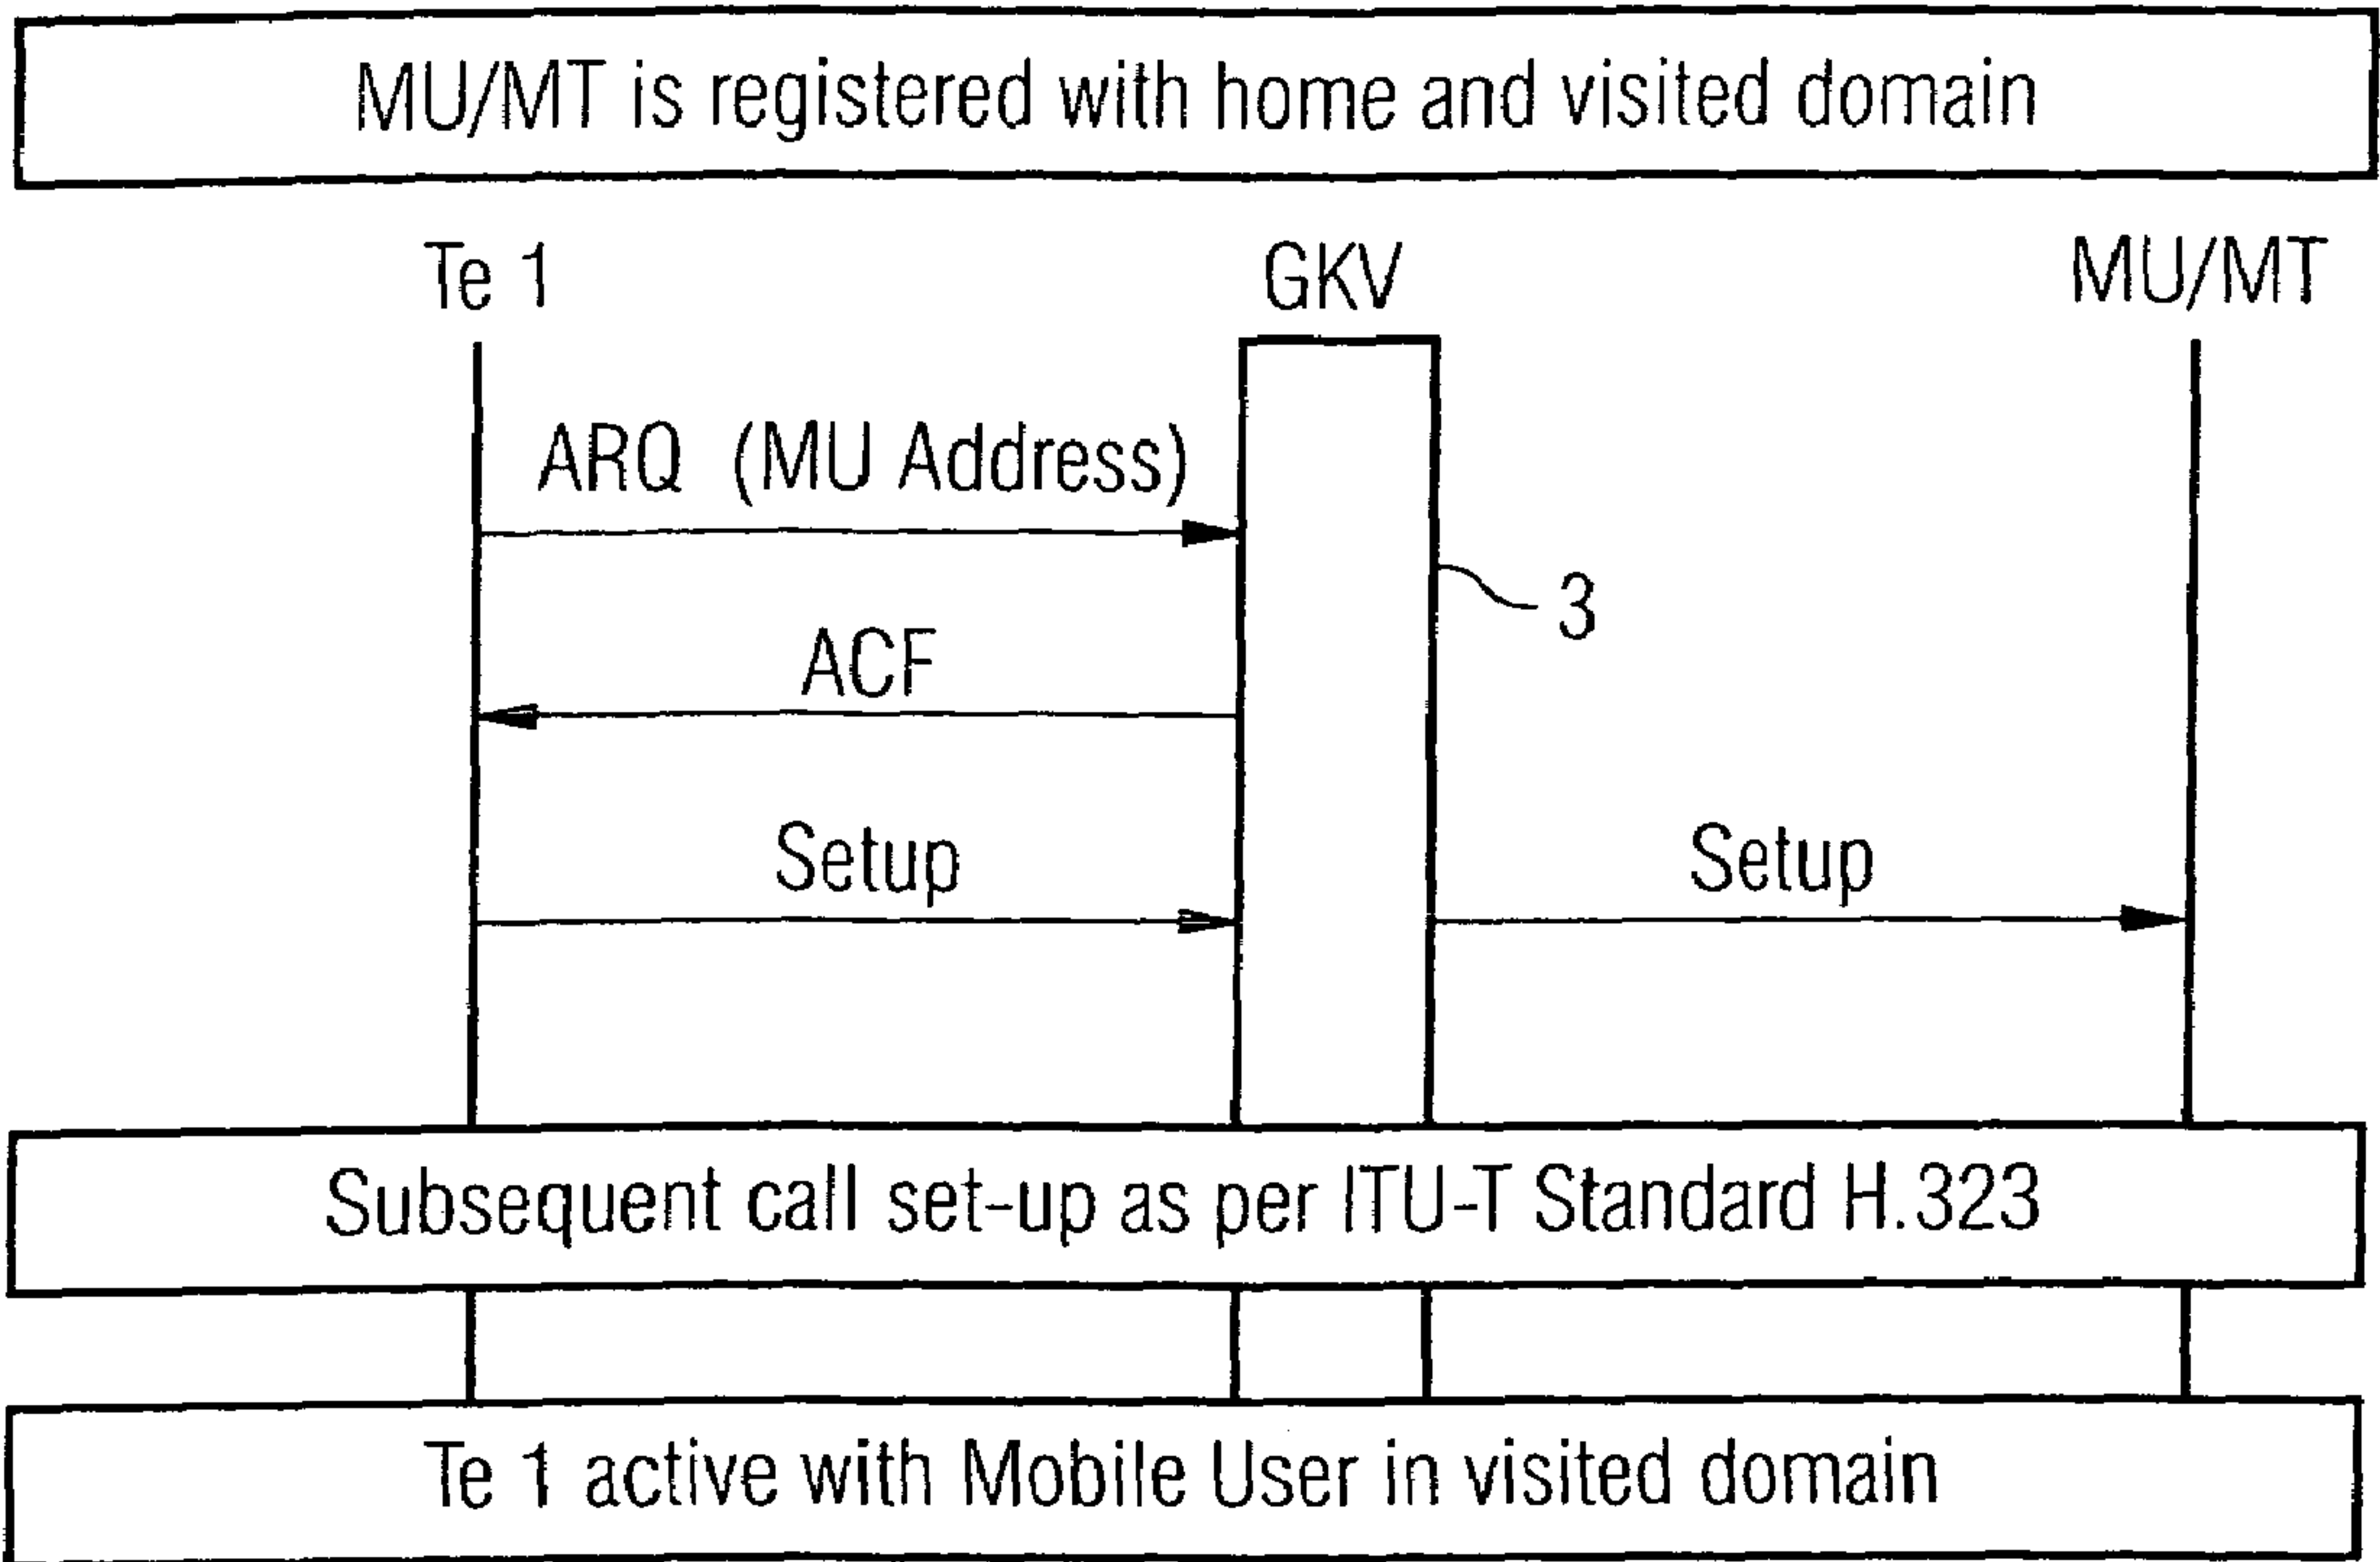 MU/MT is registered with home and visited domain
Te 1 GKV MU/MT
ARQ (MU Address)
3
ACF
Setup Setup
Subsequent call set-up as per ITU-T Standard H.323
Te 1 active with Mobile User in visited domain